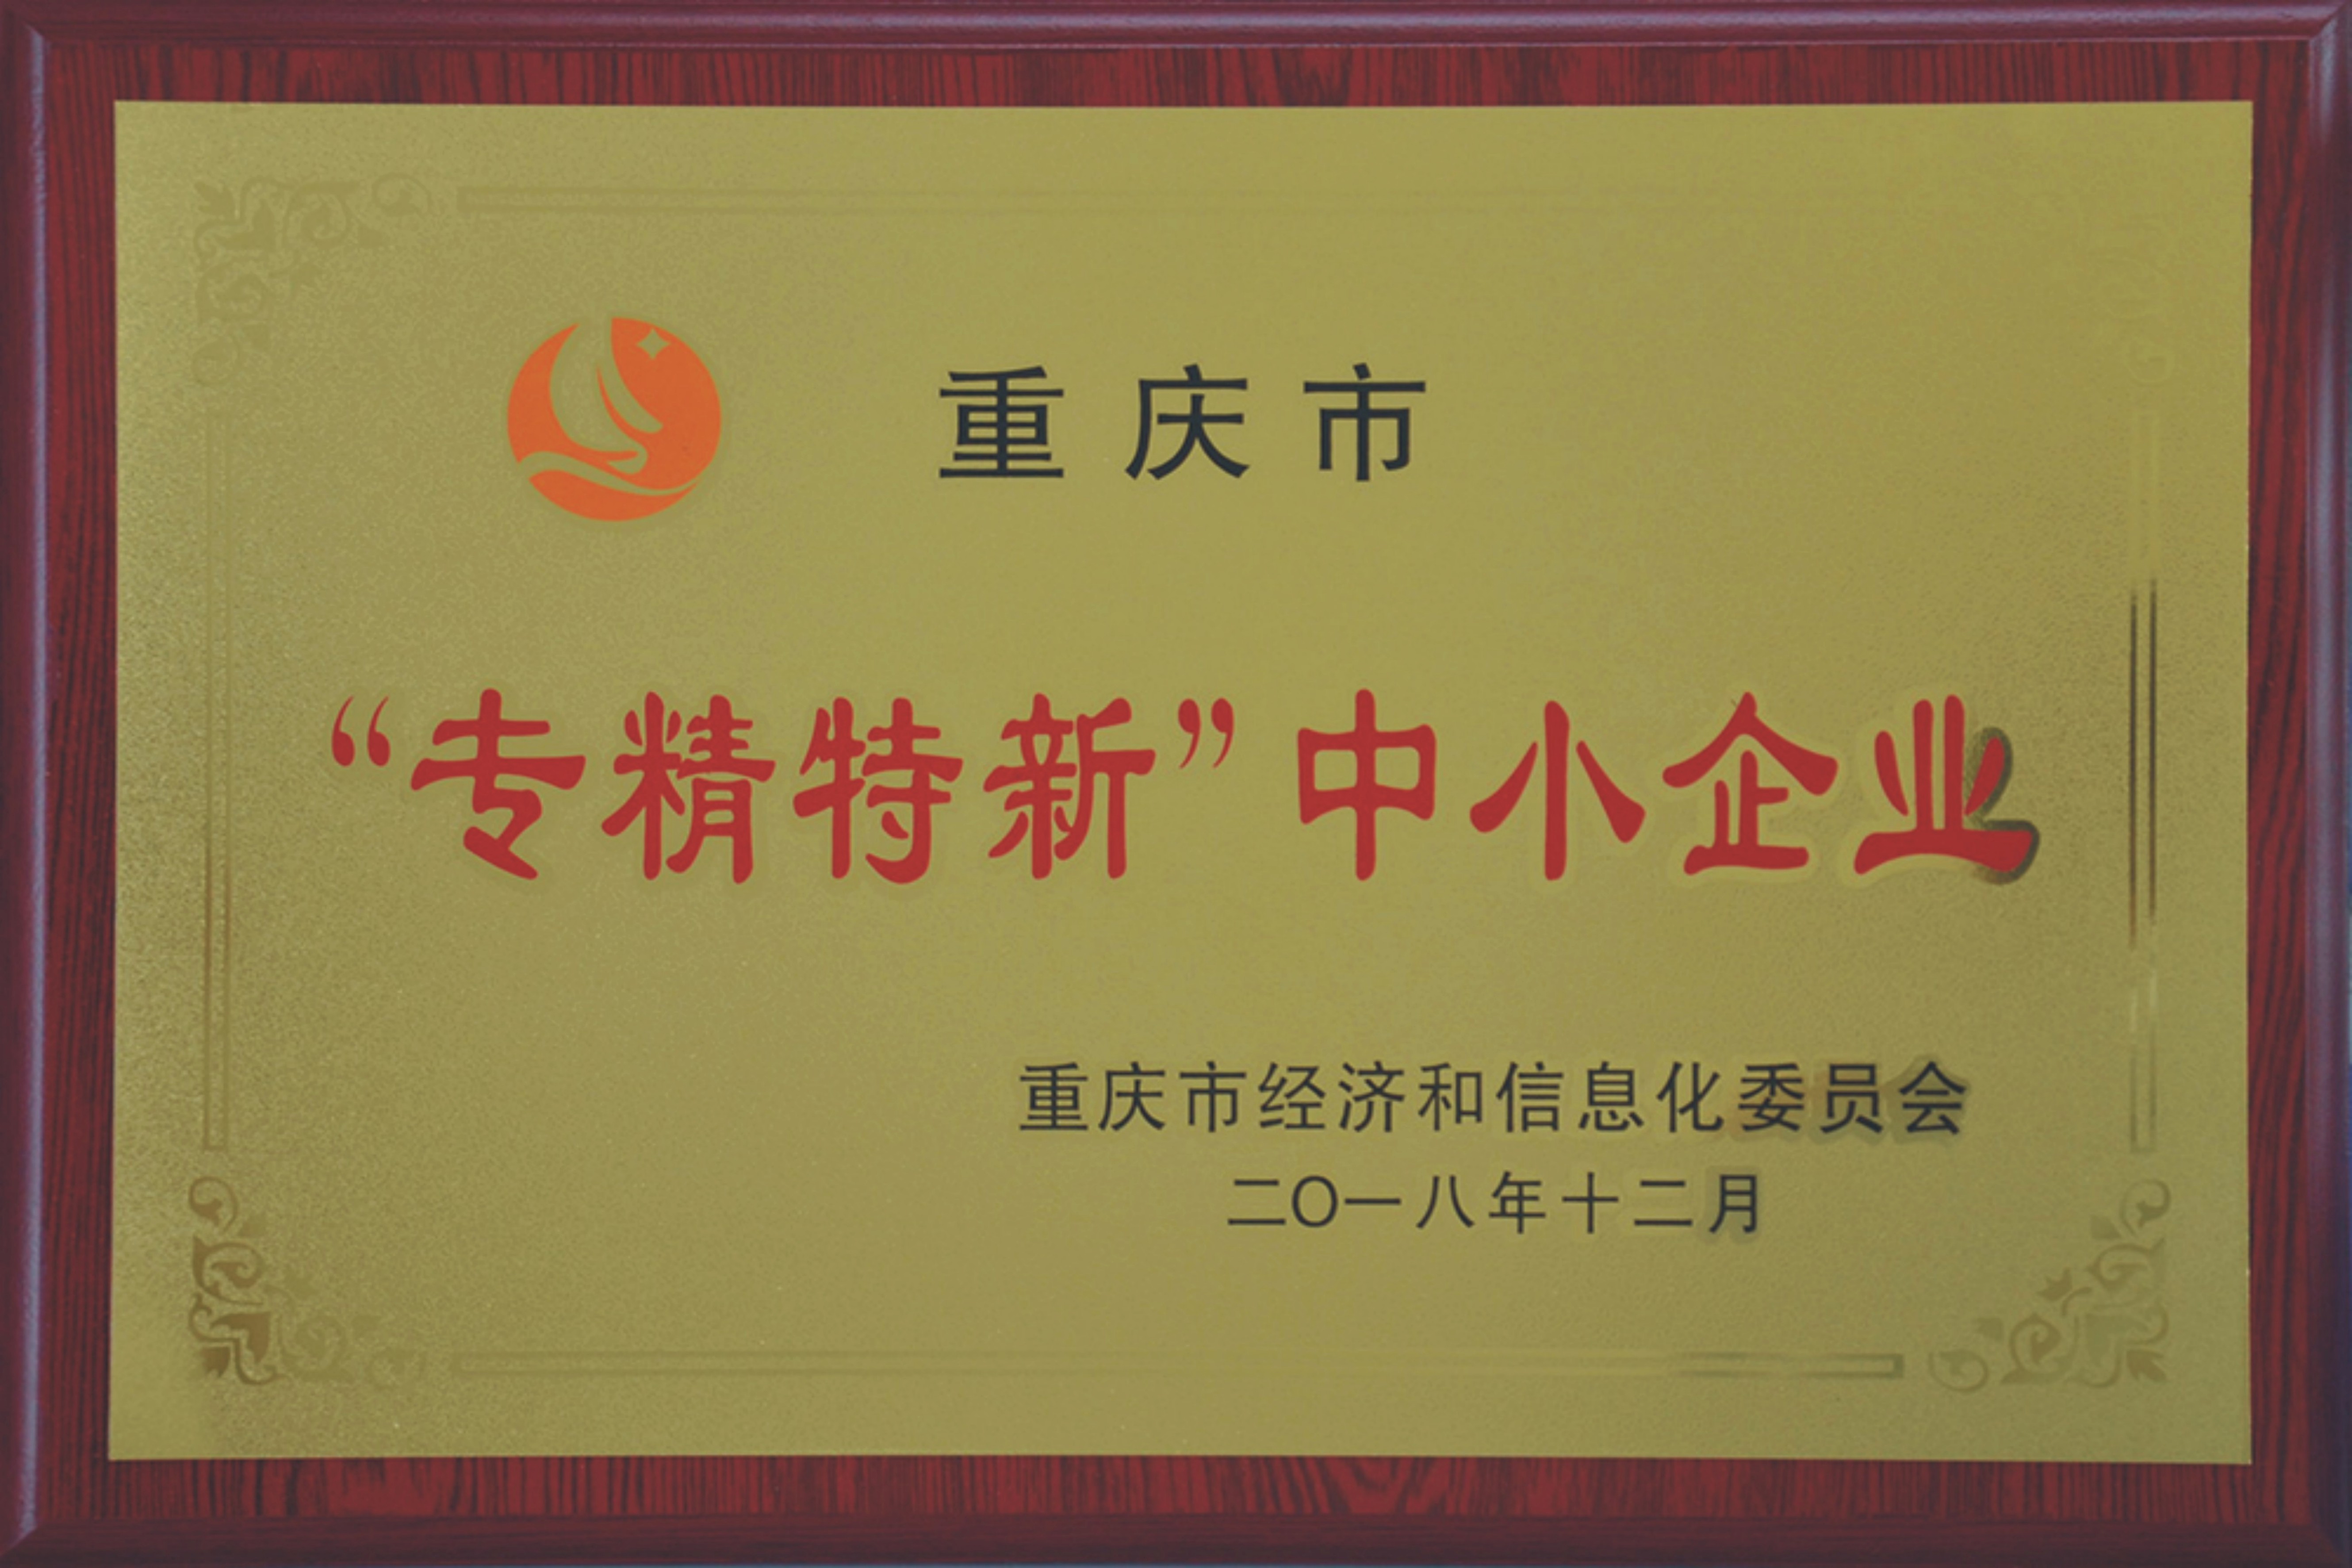 重庆市
“专精特新”中小企业
重庆市经济和信息化委员会
二〇一八年十二月